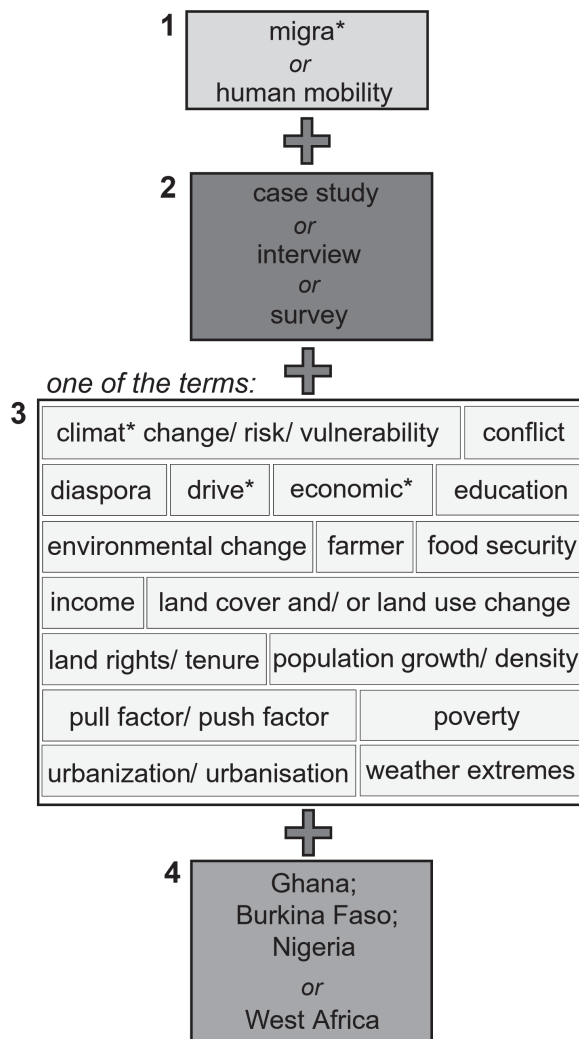 1
migra*
or
human mobility
2
case study
or
interview
or
survey
one of the terms:
3
climat* change/ risk/ vulnerability conflict
diaspora drive* economic* education
environmental change farmer food security
income land cover and/ or land use change
land rights/ tenure population growth/ density
pull factor/ push factor poverty
urbanization/ urbanisation weather extremes
4
Ghana;
Burkina Faso;
Nigeria
or
West Africa